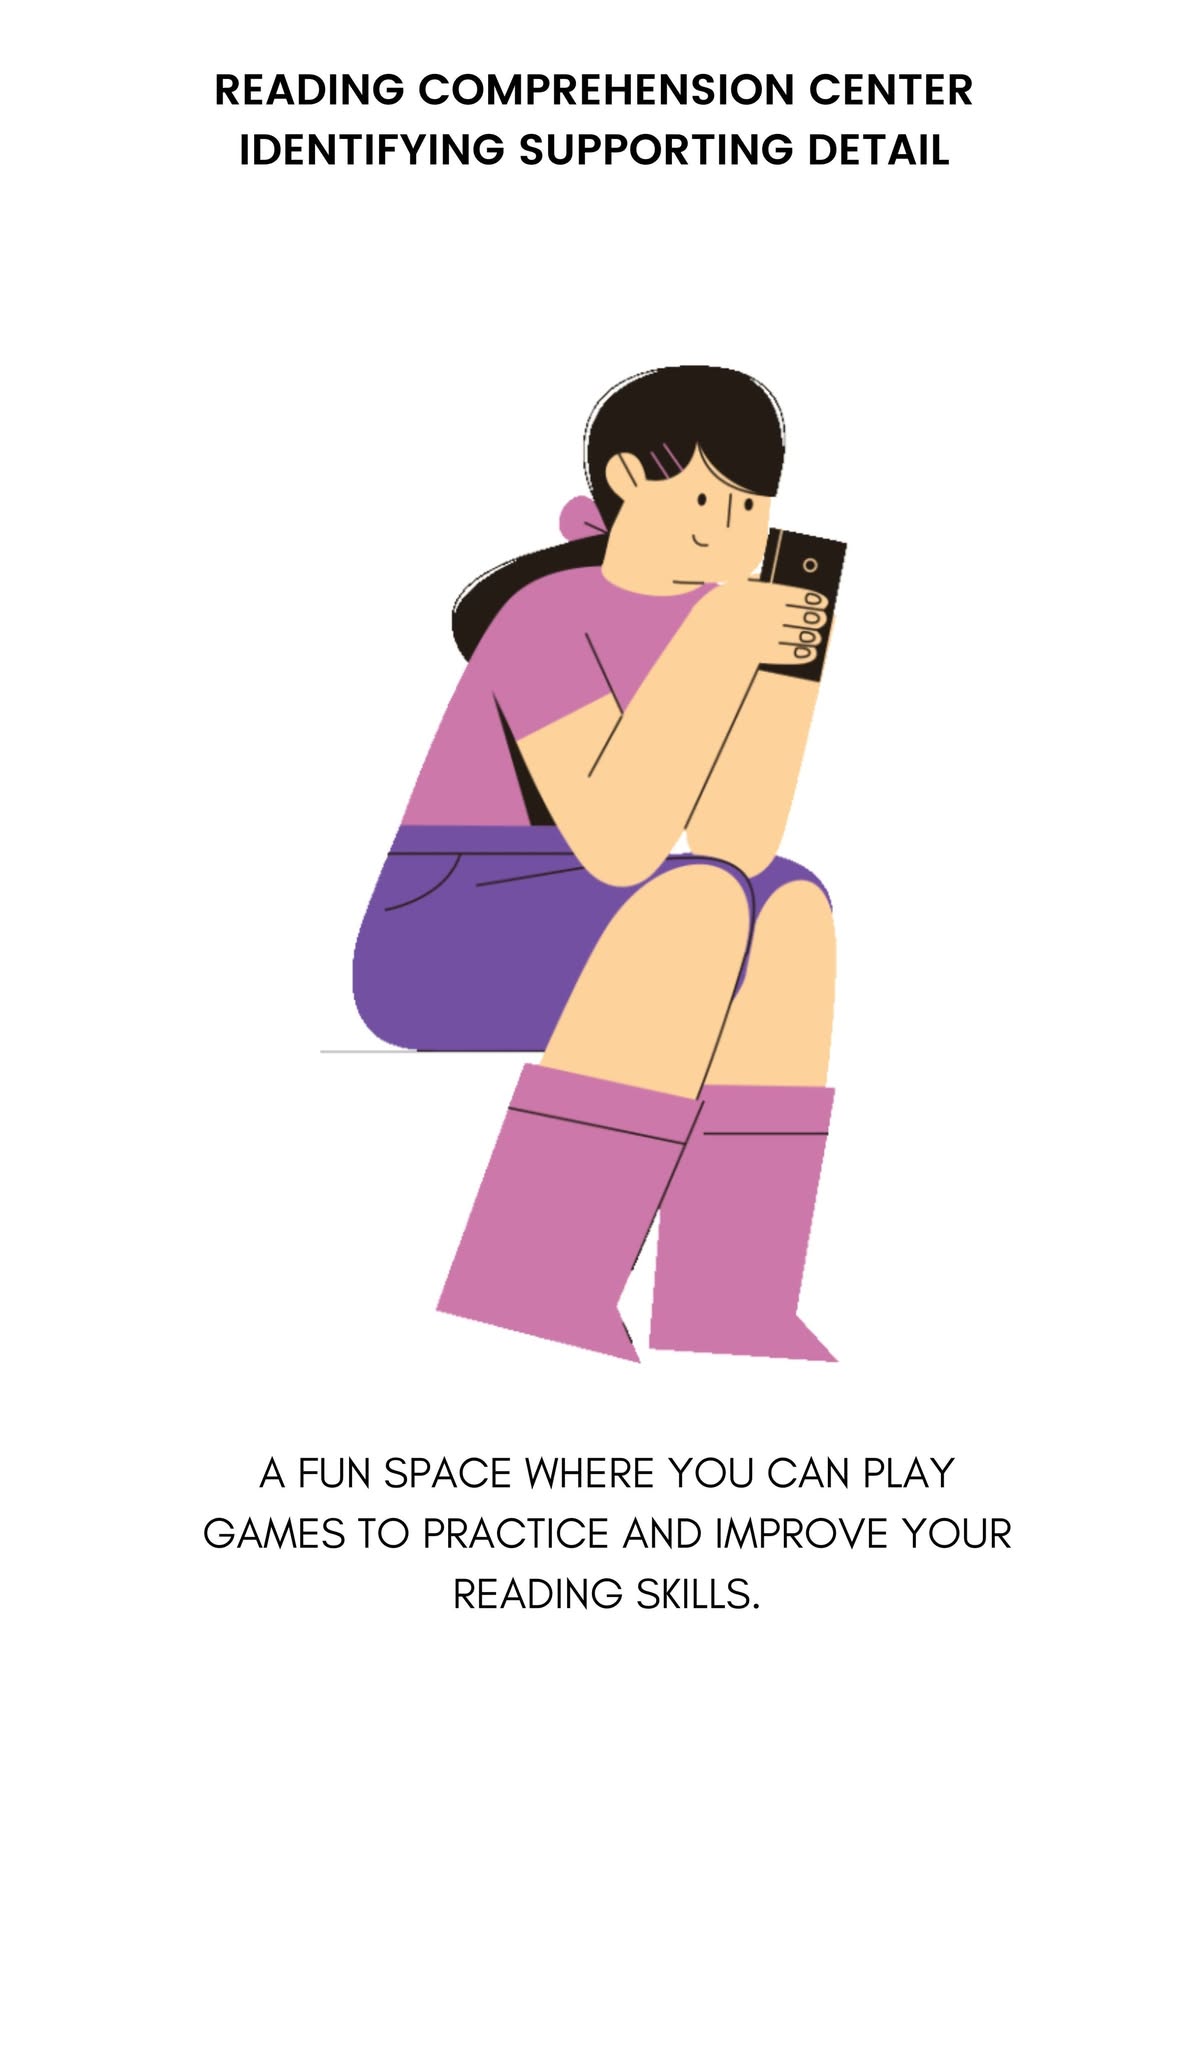 READING COMPREHENSION CENTER
IDENTIFYING SUPPORTING DETAIL
A FUN SPACE WHERE YOU CAN PLAY
GAMES TO PRACTICE AND IMPROVE YOUR
READING SKILLS.